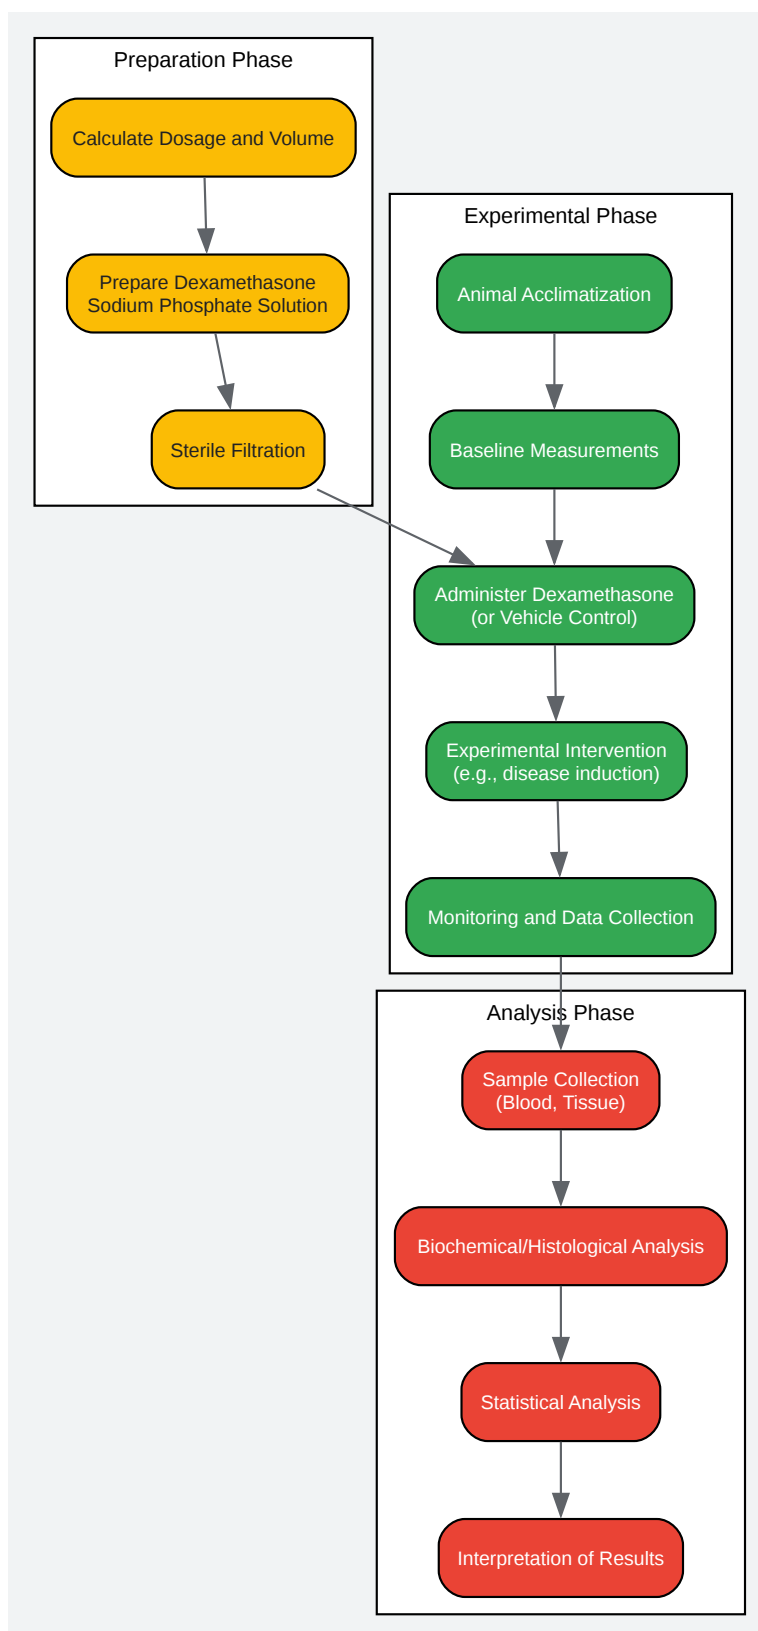 Preparation Phase
Calculate Dosage and Volume
Prepare Dexamethasone
Sodium Phosphate Solution
Sterile Filtration
Experimental Phase
Animal Acclimatization
Baseline Measurements
Administer Dexamethasone
(or Vehicle Control)
Experimental Intervention
(e.g., disease induction)
Monitoring and Data Collection
Analysis Phase
Sample Collection
(Blood, Tissue)
Biochemical/Histological Analysis
Statistical Analysis
Interpretation of Results